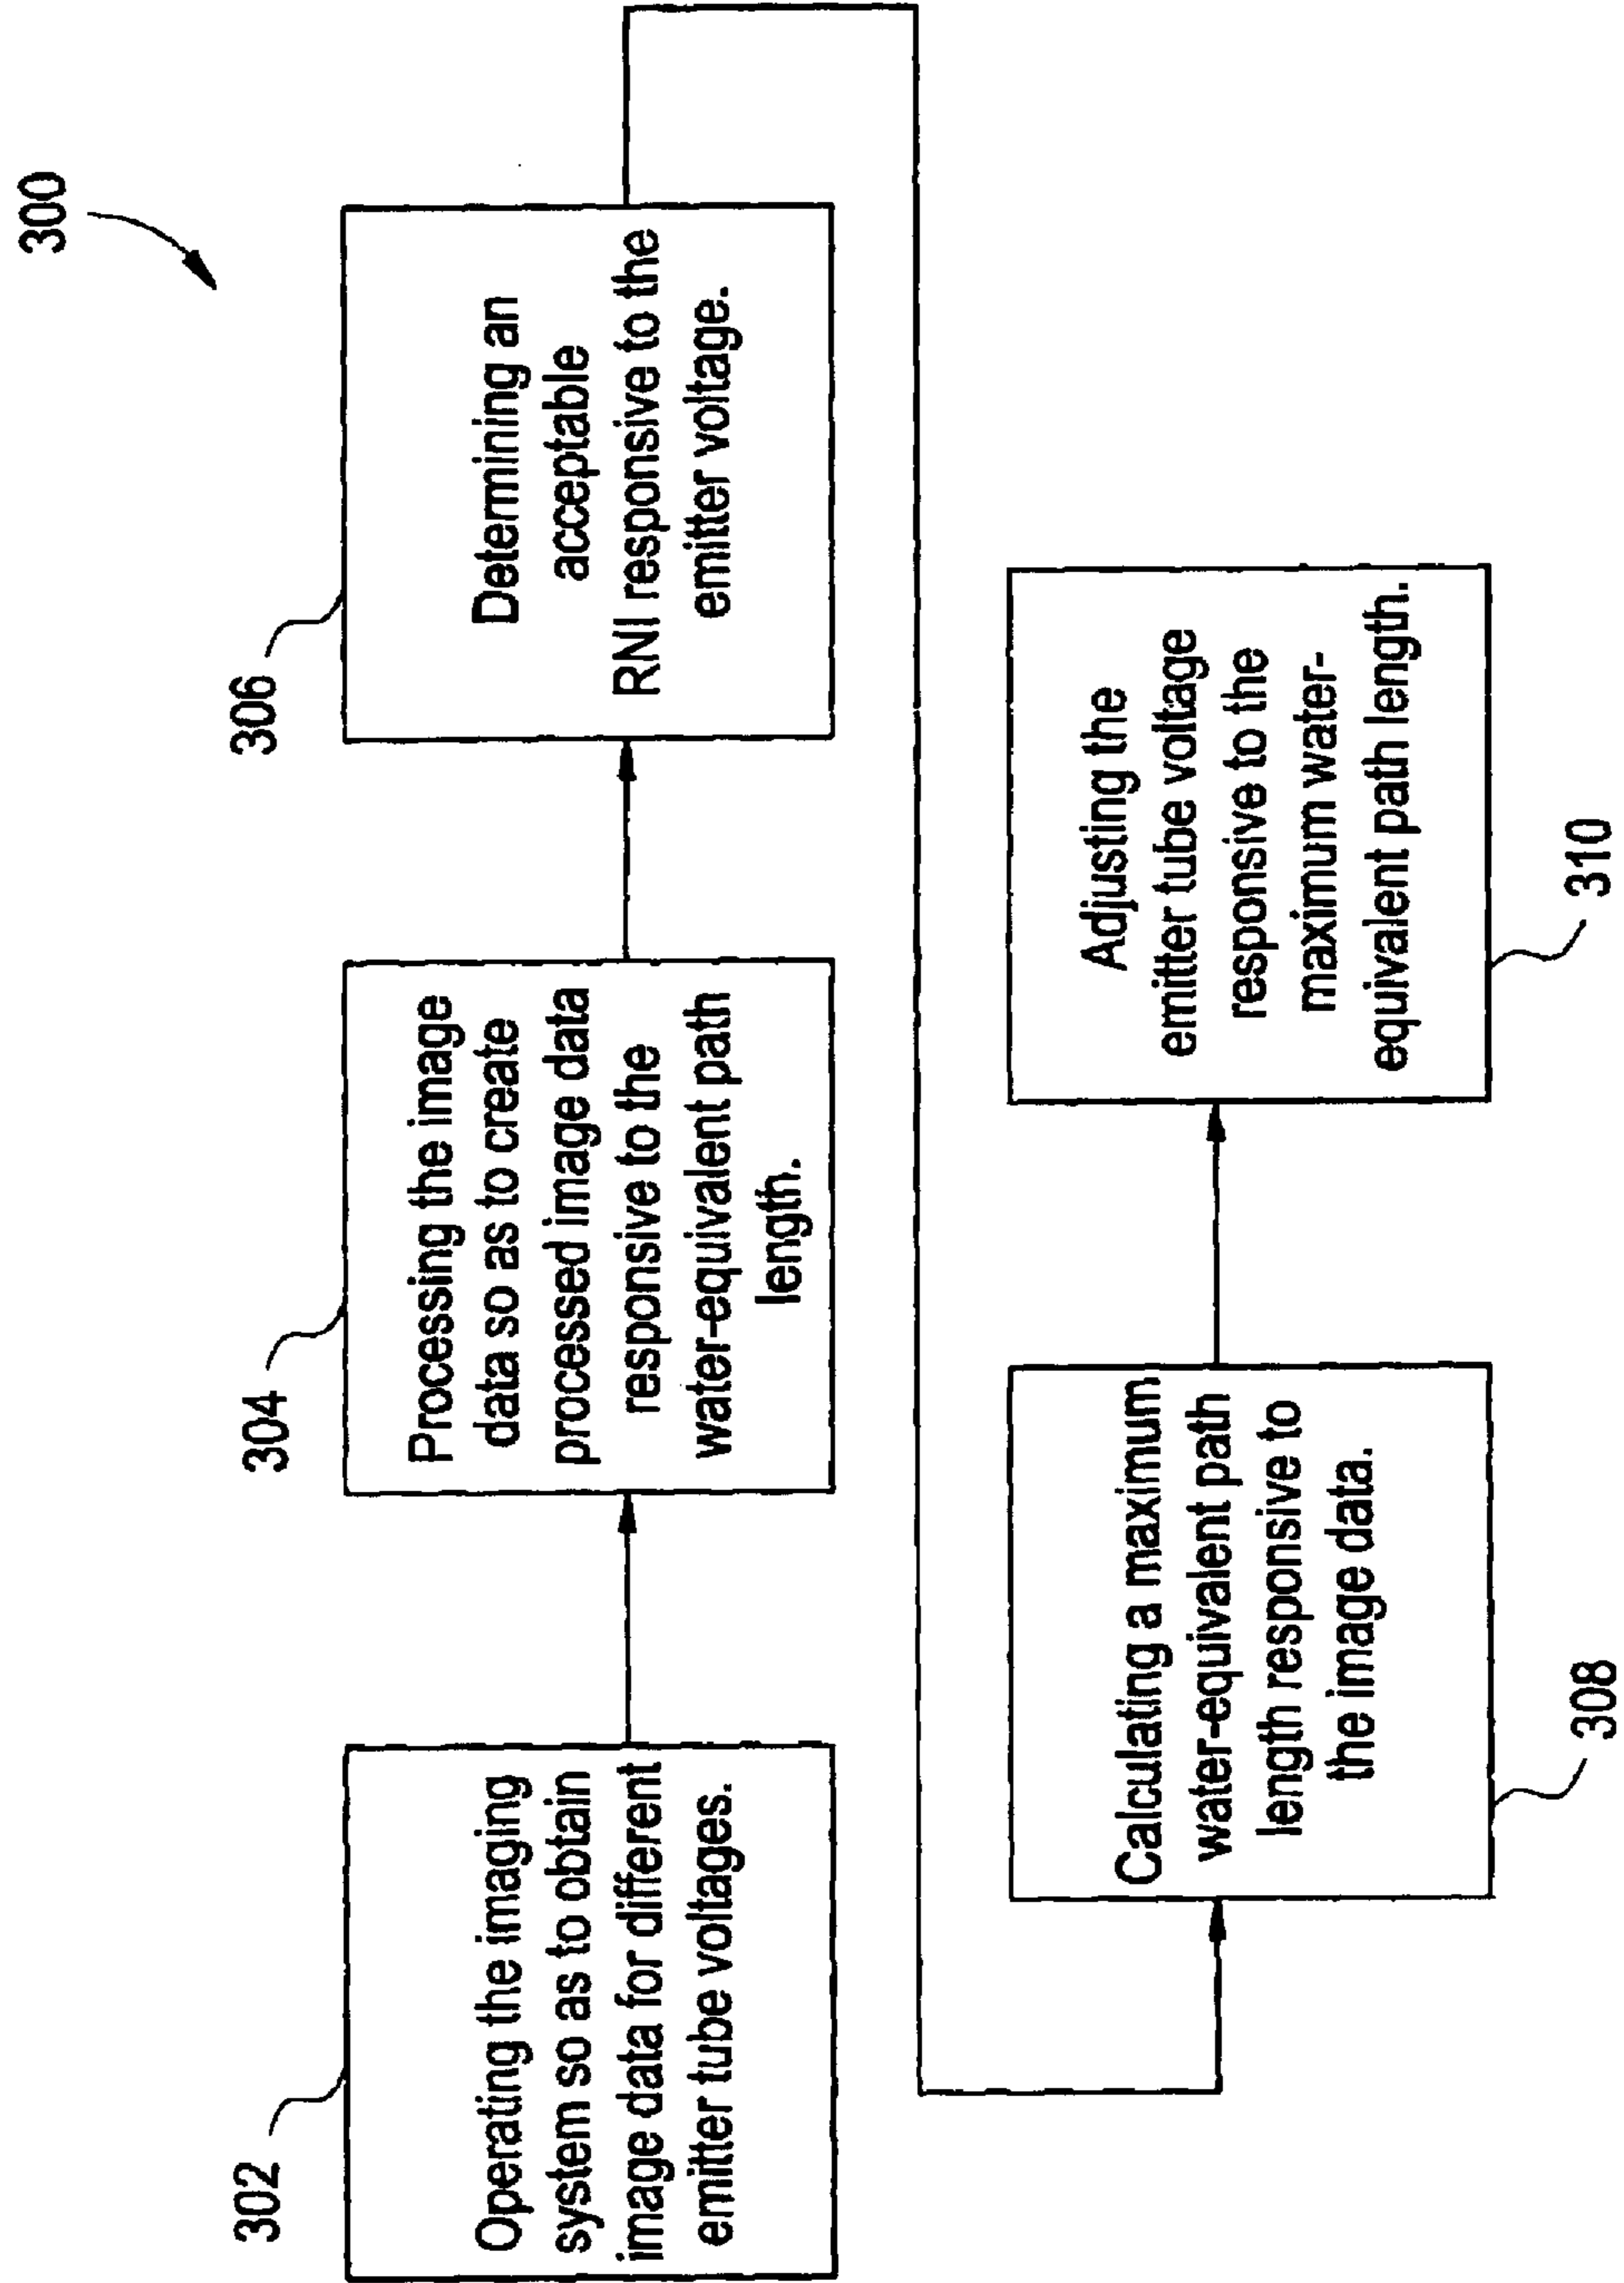 300
302
Operating the imaging
system so as to obtain
image data for different
emitter tube voltages.
304
Processing the image
data so as to create
processed image data
responsive to the
water-equivalent path
length.
306
Determining an
acceptable
RNI responsive to the
emitter voltage.
Calculating a maximum
water-equivalent path
length responsive to
the image data.
308
Adjusting the
emitter tube voltage
responsive to the
maximum water-
equivalent path length.
310